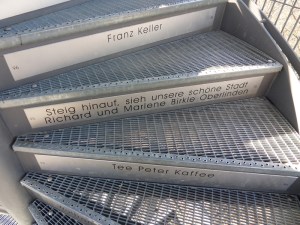 Franz Keller
Steig hinauf, sieh unsere schöne Stadt
Richard und Marlene Birkle Oberlinden
Tee Peter Kaffee